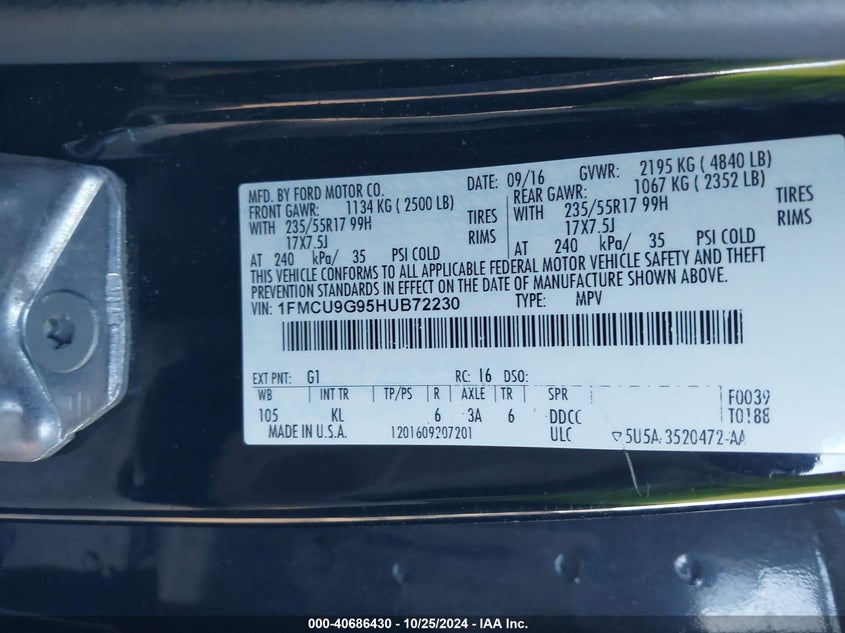 MFD. BY FORD MOTOR CO. DATE: 09/16 GVWR: 2195 KG ( 4840 LB)
FRONT GAWR: 1134 KG ( 2500 LB) REAR GAWR: 1067 KG ( 2352 LB)
WITH 235/55R17 99H TIRES WITH 235/55R17 99H TIRES
17X7.5J RIMS 17X7.5J RIMS
AT 240 kPa/ 35 PSI COLD AT 240 kPa/ 35 PSI COLD
THIS VEHICLE CONFORMS TO ALL APPLICABLE FEDERAL MOTOR VEHICLE SAFETY AND THEFT
PREVENTION STANDARDS IN EFFECT ON THE DATE OF MANUFACTURE SHOWN ABOVE.
VIN: 1FMCU9G95HUB72230 TYPE: MPV
EXT PNT: G1 RC: 16 DSO:
WB INT TR TP/PS R AXLE TR SPR F0039
105 KL 6 3A 6 DDCC T0188
MADE IN U.S.A. 1201609207201 ULC ▽5U5A-3520472-AA
000-40686430 - 10/25/2024 - IAA Inc.